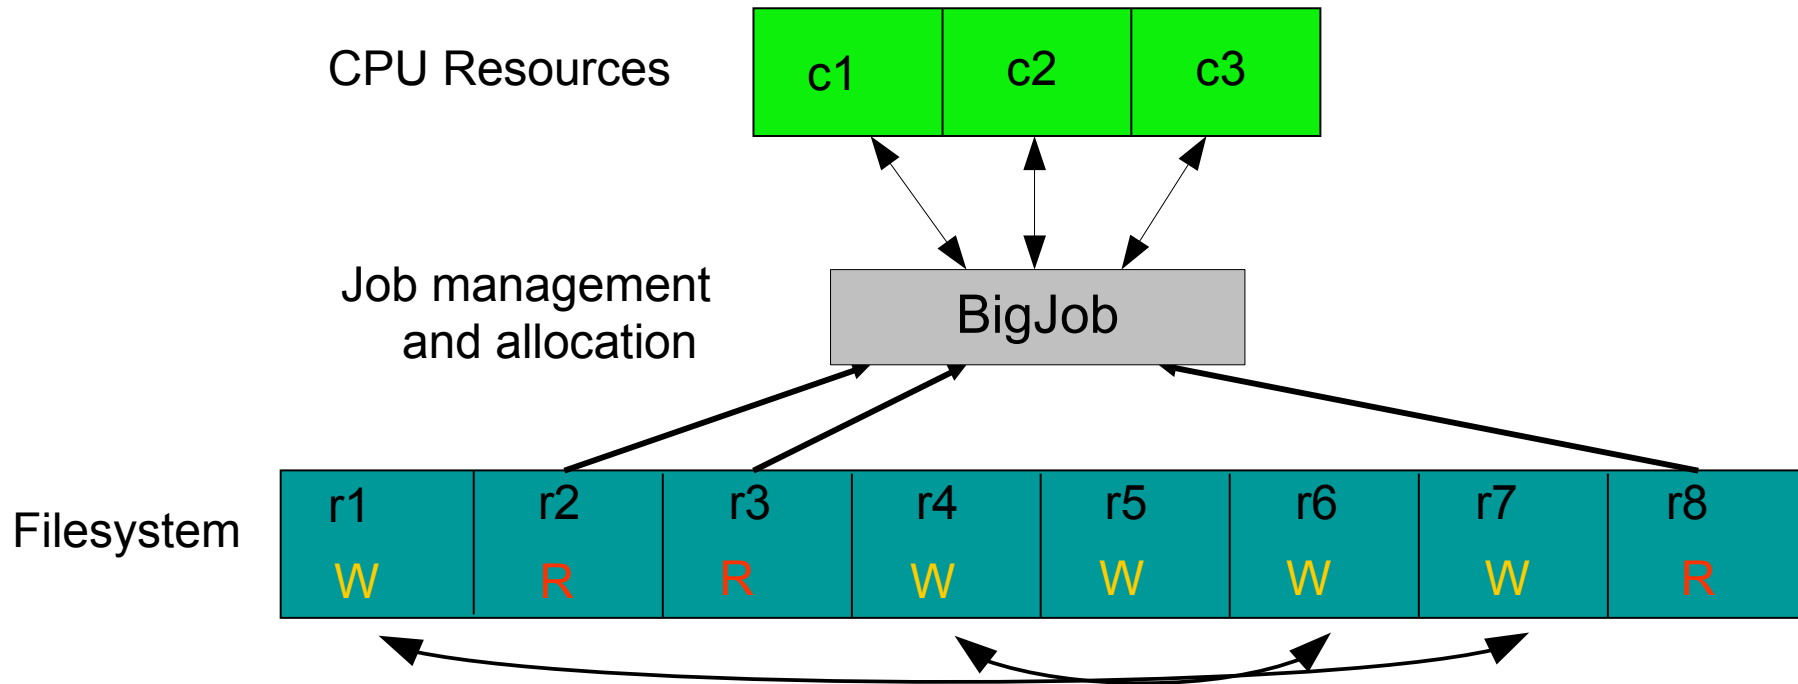 CPU Resources
c1 c2 c3
Job management
and allocation
BigJob
Filesystem
r1 r2 r3 r4 r5 r6 r7 r8
W R R W W W W R